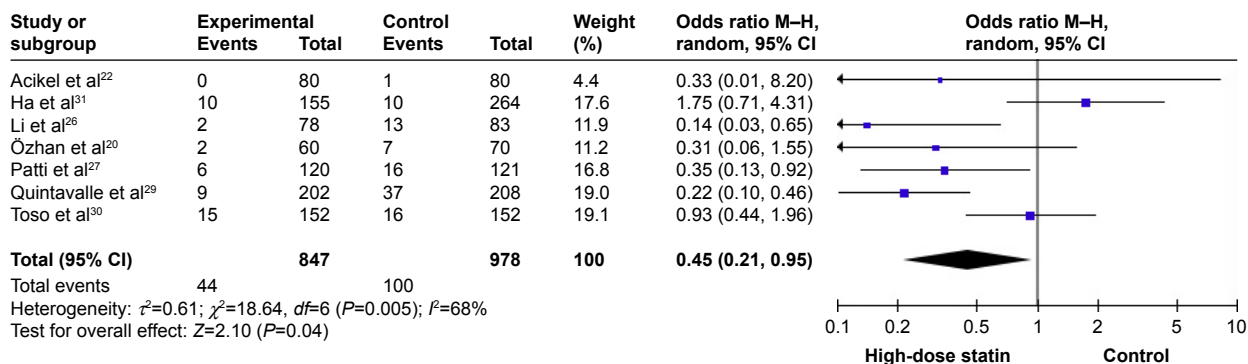 Study or subgroup Experimental Events Total Control Events Total Weight (%) Odds ratio M–H, random, 95% CI Odds ratio M–H, random, 95% CI
Acikel et al22 0 80 1 80 4.4 0.33 (0.01, 8.20)
Ha et al31 10 155 10 264 17.6 1.75 (0.71, 4.31)
Li et al26 2 78 13 83 11.9 0.14 (0.03, 0.65)
Özhan et al20 2 60 7 70 11.2 0.31 (0.06, 1.55)
Patti et al27 6 120 16 121 16.8 0.35 (0.13, 0.92)
Quintavalle et al29 9 202 37 208 19.0 0.22 (0.10, 0.46)
Toso et al30 15 152 16 152 19.1 0.93 (0.44, 1.96)
Total (95% CI) 847 978 100 0.45 (0.21, 0.95)
Total events 44 100
Heterogeneity: τ2=0.61; χ2=18.64, df=6 (P=0.005); I2=68%
Test for overall effect: Z=2.10 (P=0.04)
0.1 0.2 0.5 1 2 5 10
High-dose statin Control